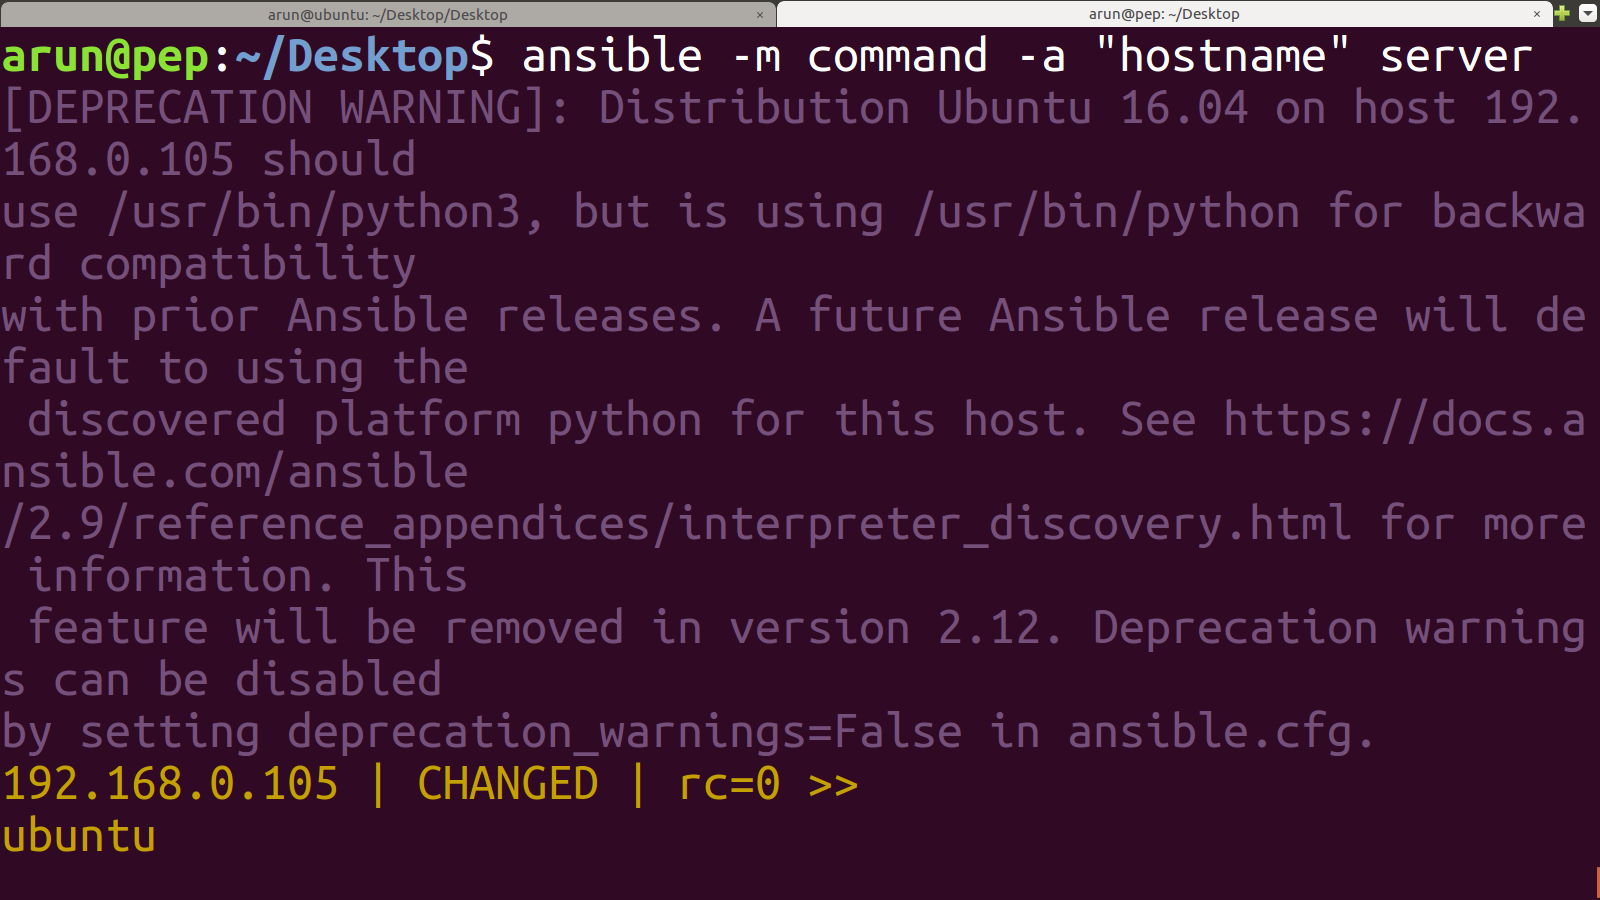 arun@ubuntu: ~/Desktop/Desktop × arun@pep: ~/Desktop ×
arun@pep:~/Desktop$ ansible -m command -a "hostname" server
[DEPRECATION WARNING]: Distribution Ubuntu 16.04 on host 192.
168.0.105 should
use /usr/bin/python3, but is using /usr/bin/python for backwa
rd compatibility
with prior Ansible releases. A future Ansible release will de
fault to using the
 discovered platform python for this host. See https://docs.a
nsible.com/ansible
/2.9/reference_appendices/interpreter_discovery.html for more
 information. This
 feature will be removed in version 2.12. Deprecation warning
s can be disabled
by setting deprecation_warnings=False in ansible.cfg.
192.168.0.105 | CHANGED | rc=0 >>
ubuntu